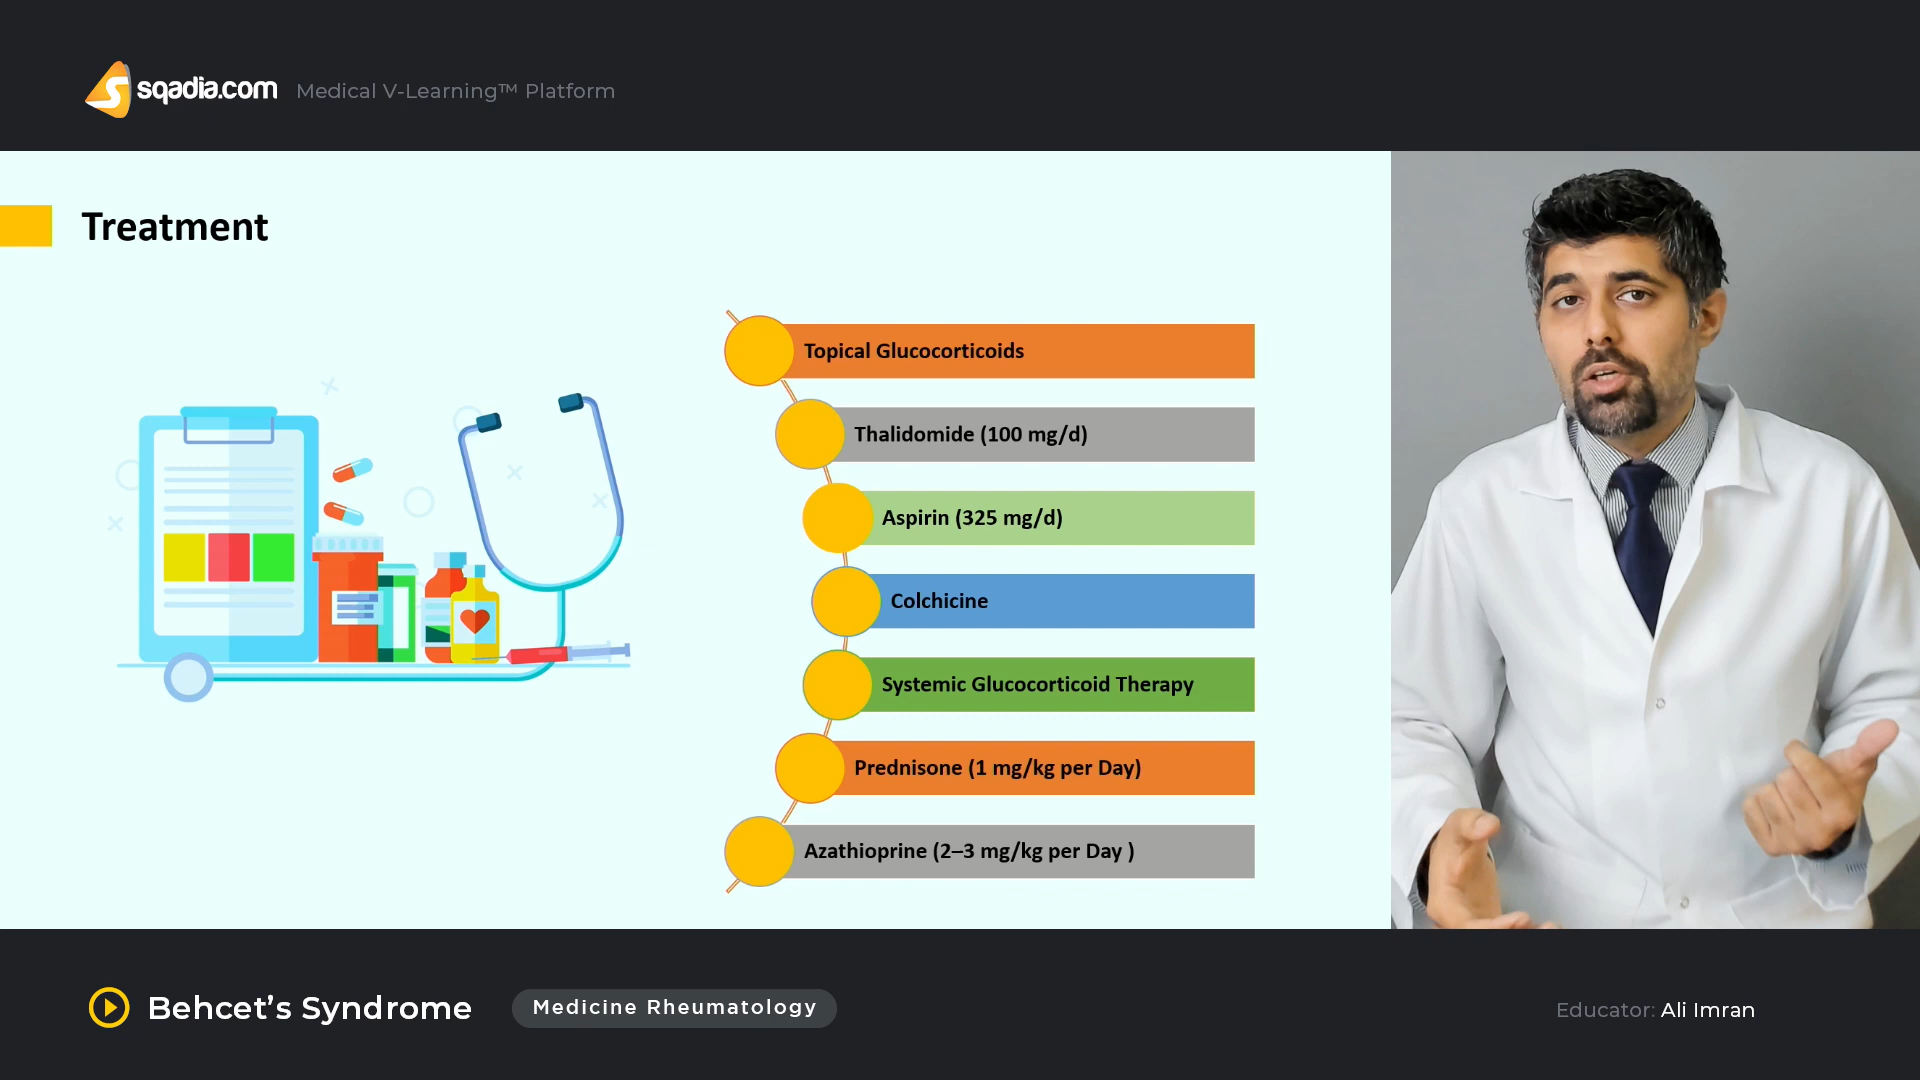 sqadia.com Medical V-Learning™ Platform
Treatment
Topical Glucocorticoids
Thalidomide (100 mg/d)
Aspirin (325 mg/d)
Colchicine
Systemic Glucocorticoid Therapy
Prednisone (1 mg/kg per Day)
Azathioprine (2–3 mg/kg per Day )
Behcet’s Syndrome
Medicine Rheumatology
Educator: Ali Imran